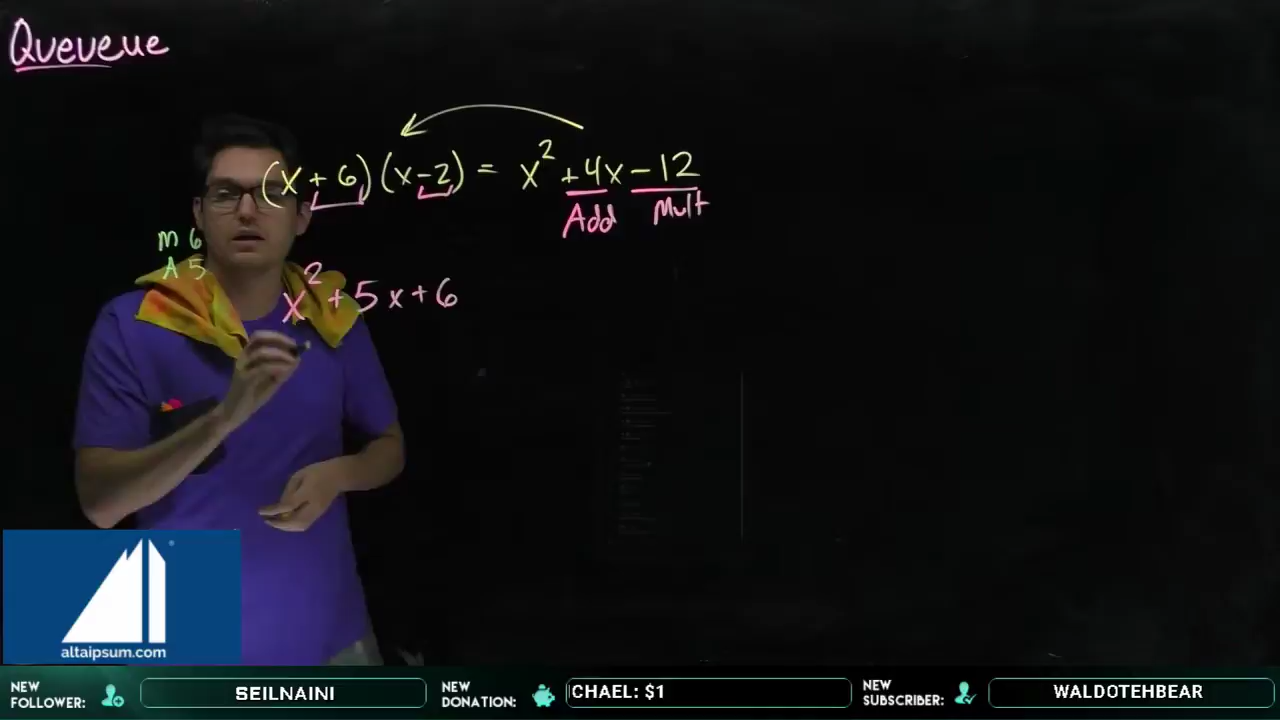 Queueue
(x + 6)(x - 2) = x² + 4x - 12
Add Mult
M 6
A 5
x² + 5x + 6
altaipsum.com
NEW FOLLOWER: SEILNAINI
NEW DONATION: CHAEL: $1
NEW SUBSCRIBER: WALDOTEHBEAR